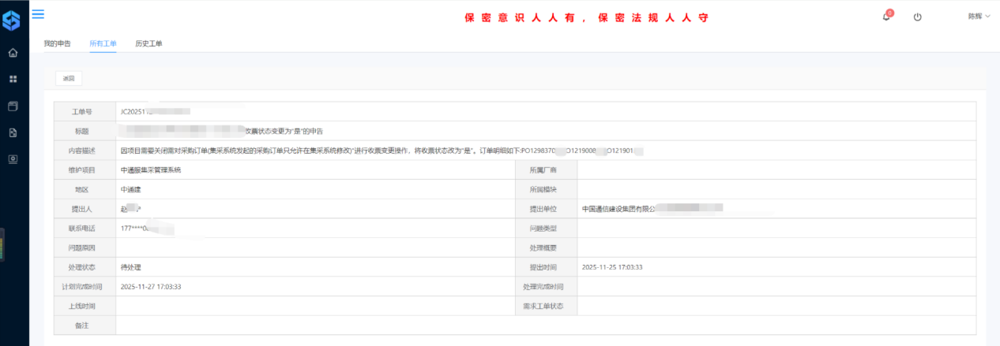 保密意识人人有，保密法规人人守
0
陈辉
我的申告 所有工单 历史工单
返回
工单号 JC202511
标题 收票状态变更为"是"的申告
内容描述 因项目需要关闭需对采购订单(集采系统发起的采购订单只允许在集采系统修改)"进行收票变更操作，将收票状态改为"是"。订单明细如下:PO1298370 O1219008 O121901
维护项目 中通服集采管理系统 所属厂商
地区 中通建 所属模块
提出人 赵 提出单位 中国通信建设集团有限公
联系电话 177****0 问题类型
问题原因 处理概要
处理状态 待处理 提出时间 2025-11-25 17:03:33
计划完成时间 2025-11-27 17:03:33 处理完成时间
上线时间 需求工单状态
备注